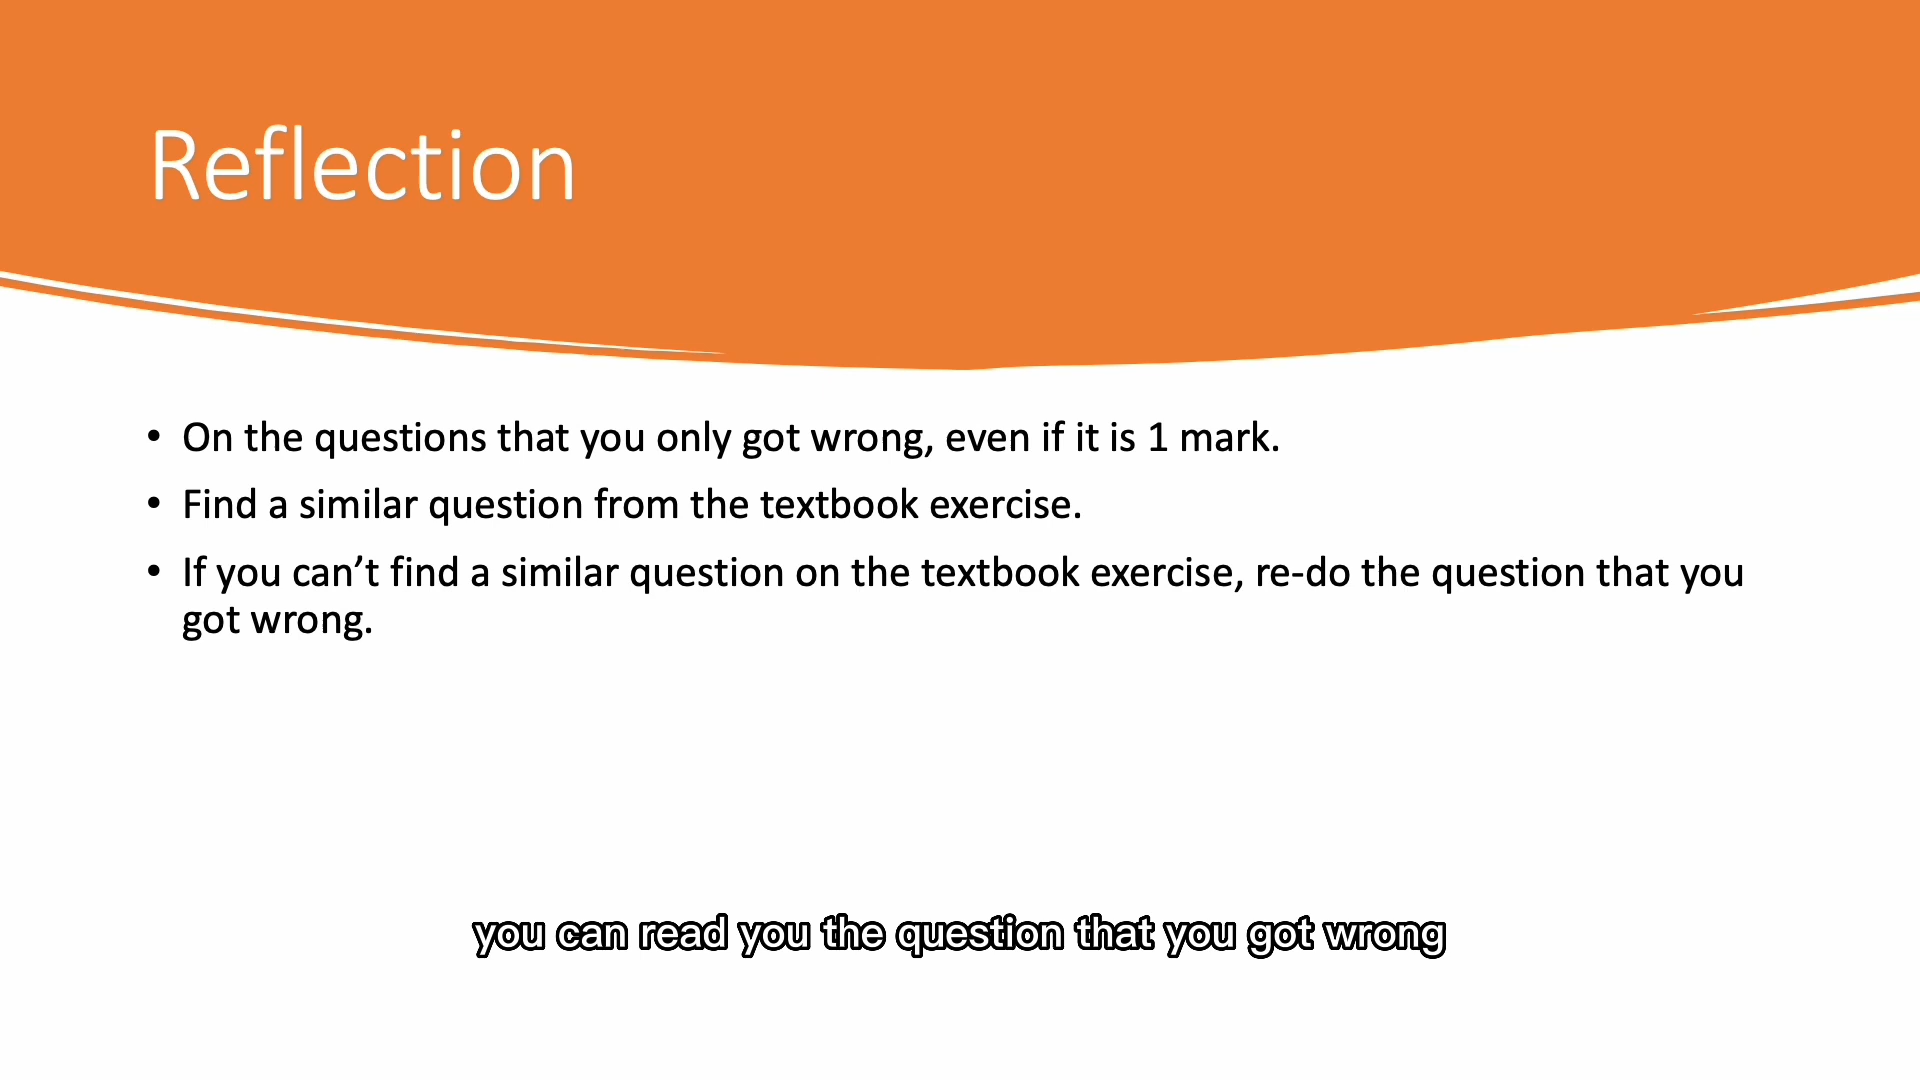 Reflection
• On the questions that you only got wrong, even if it is 1 mark.
• Find a similar question from the textbook exercise.
• If you can’t find a similar question on the textbook exercise, re-do the question that you
got wrong.
you can read you the question that you got wrong